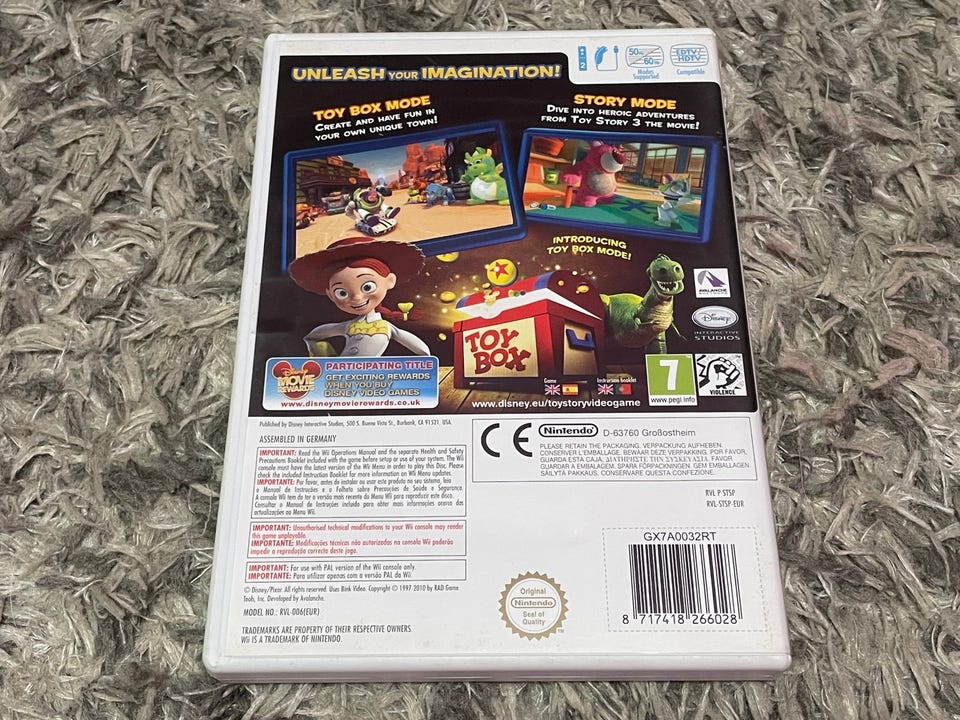 UNLEASH YOUR IMAGINATION!
2
50Hz
60Hz
Modes
Supported
EDTV/
HDTV
Compatible
TOY BOX MODE
CREATE AND HAVE FUN IN
YOUR OWN UNIQUE TOWN!
STORY MODE
DIVE INTO HEROIC ADVENTURES
FROM TOY STORY 3 THE MOVIE!
INTRODUCING
TOY BOX MODE!
TOY
BOX
AVALANCHE
SOFTWARE
Disney
INTERACTIVE
STUDIOS
Disney
MOVIE
REWARDS
PARTICIPATING TITLE
GET EXCITING REWARDS
WHEN YOU BUY
DISNEY VIDEO GAMES
www.disneymovierewards.co.uk
Game
Instruction booklet
www.disney.eu/toystoryvideogame
7
www.pegi.info
VIOLENCE
Published by Disney Interactive Studios, 500 S. Buena Vista St., Burbank, CA 91521, USA.
ASSEMBLED IN GERMANY
IMPORTANT: Read the Wii Operations Manual and the separate Health and Safety
Precautions Booklet included with the game before setup or use of your system. The Wii
console must have the latest version of the Wii Menu in order to play this Disc. Please
check the included Instruction Booklet for more information on Wii Menu updates.
IMPORTANTE: Por favor, antes de instalar ou usar este produto no seu sistema, leia
o Manual de Instruções e o Folheto sobre Precauções de Saúde e Segurança.
A consola Wii tem de ter a versão mais recente do Menu Wii para reproduzir este disco.
Consultar o Manual de Instruções incluído para obter mais informações acerca das
actualizações ao Menu Wii.
IMPORTANT: Unauthorised technical modifications to your Wii console may render
this game unplayable.
IMPORTANTE: Modificações técnicas não autorizadas na consola Wii poderão
impedir a reprodução correcta deste jogo.
IMPORTANT: For use with PAL version of the Wii console only.
IMPORTANTE: Para utilizar apenas com a versão PAL da Wii.
© Disney/Pixar. All rights reserved. Uses Bink Video. Copyright © 1997-2010 by RAD Game
Tools, Inc. Developed by Avalanche.
MODEL NO.: RVL-006(EUR)
TRADEMARKS ARE PROPERTY OF THEIR RESPECTIVE OWNERS.
Wii IS A TRADEMARK OF NINTENDO.
CE
Nintendo D-63760 Großostheim
PLEASE RETAIN THE PACKAGING. VERPACKUNG AUFHEBEN.
CONSERVER L'EMBALLAGE. BEWAAR DEZE VERPAKKING. POR FAVOR,
GUARDA ESTA CAJA. ΔΙΑΤΗΡΗΣΤΕ ΤΗΝ ΣΥΣΚΕΥΑΣΙΑ. POR FAVOR
GUARDAR A EMBALAGEM. SPARA FÖRPACKNINGEN. GEM EMBALLAGEN.
SÄILYTÄ PAKKAUS. CONSERVARE QUESTA CONFEZIONE.
RVL P STSP
RVL-STSP-EUR
GX7A0032RT
8 717418 266028
Original
Nintendo
Seal of
Quality
TM